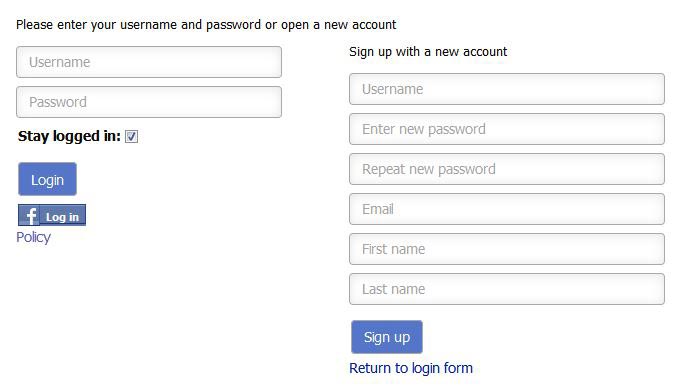 Please enter your username and password or open a new account
Username
Password
Stay logged in:
Login
f Log in
Policy
Sign up with a new account
Username
Enter new password
Repeat new password
Email
First name
Last name
Sign up
Return to login form